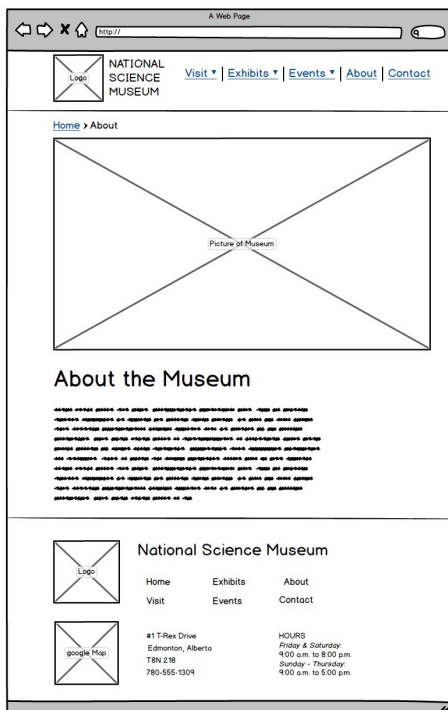 A Web Page
http://
Logo
NATIONAL
SCIENCE
MUSEUM
Visit ▾ | Exhibits ▾ | Events ▾ | About | Contact
Home > About
Picture of Museum
About the Museum
Logo
National Science Museum
Home Exhibits About
Visit Events Contact
google Map
#1 T-Rex Drive
Edmonton, Alberta
T8N 218
780-555-1309
HOURS
Friday & Saturday:
9:00 a.m. to 8:00 p.m.
Sunday - Thursday:
9:00 a.m. to 5:00 p.m.